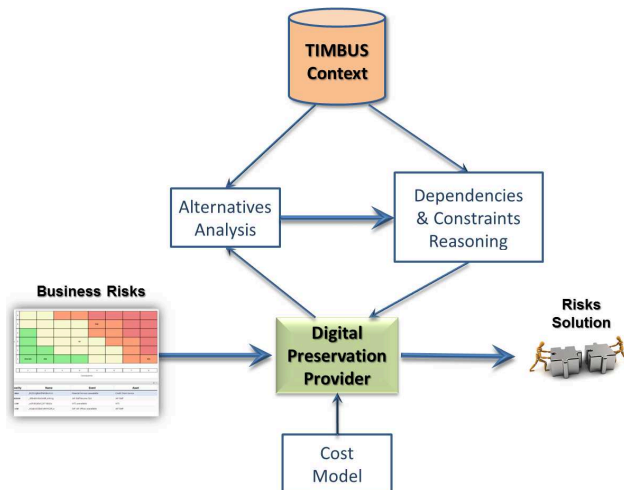 TIMBUS
Context
Alternatives
Analysis
Dependencies
& Constraints
Reasoning
Business Risks
Digital
Preservation
Provider
Risks
Solution
Cost
Model